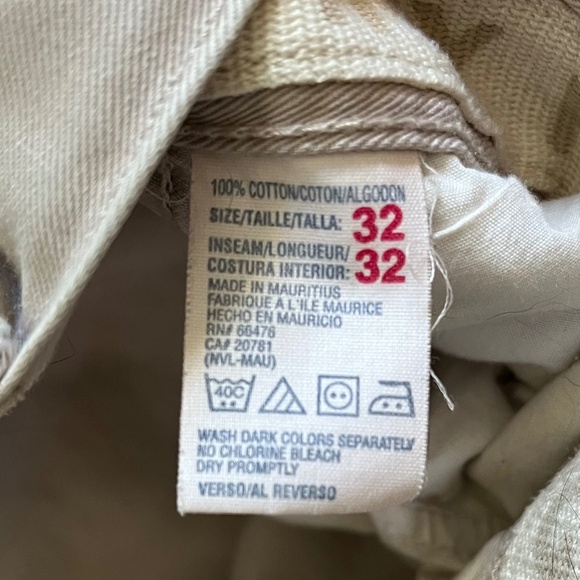 100% COTTON/COTON/ALGODON
SIZE/TAILLE/TALLA: 32
INSEAM/LONGUEUR/
COSTURA INTERIOR: 32
MADE IN MAURITIUS
FABRIQUE A L'ILE MAURICE
HECHO EN MAURICIO
RN# 66476
CA# 20781
(NVL-MAU)
40C
WASH DARK COLORS SEPARATELY
NO CHLORINE BLEACH
DRY PROMPTLY
VERSO/AL REVERSO